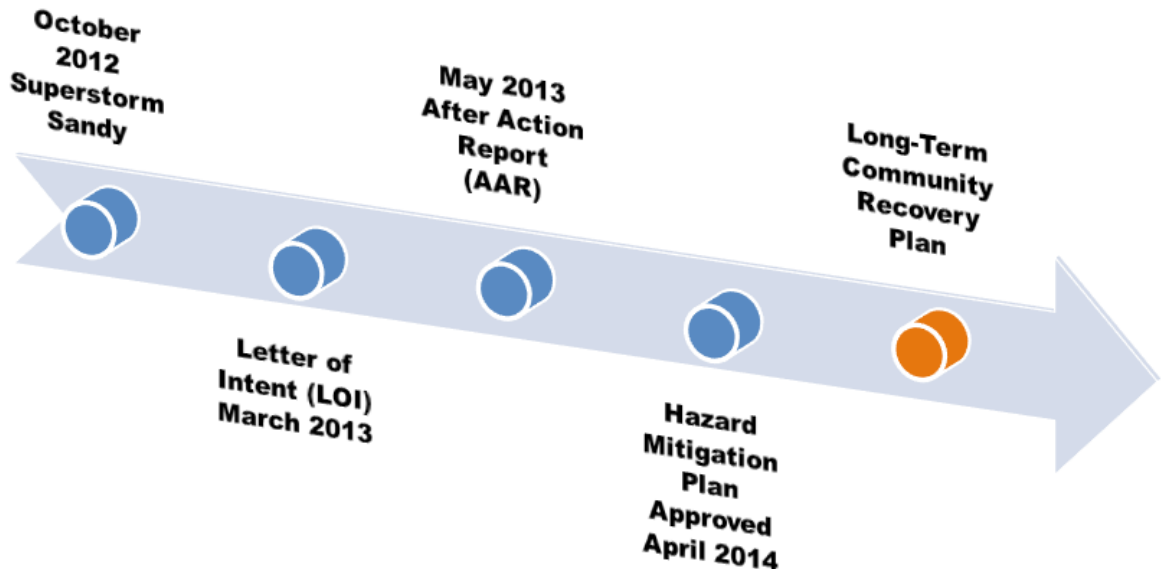 October
2012
Superstorm
Sandy
Letter of
Intent (LOI)
March 2013
May 2013
After Action
Report
(AAR)
Hazard
Mitigation
Plan
Approved
April 2014
Long-Term
Community
Recovery
Plan